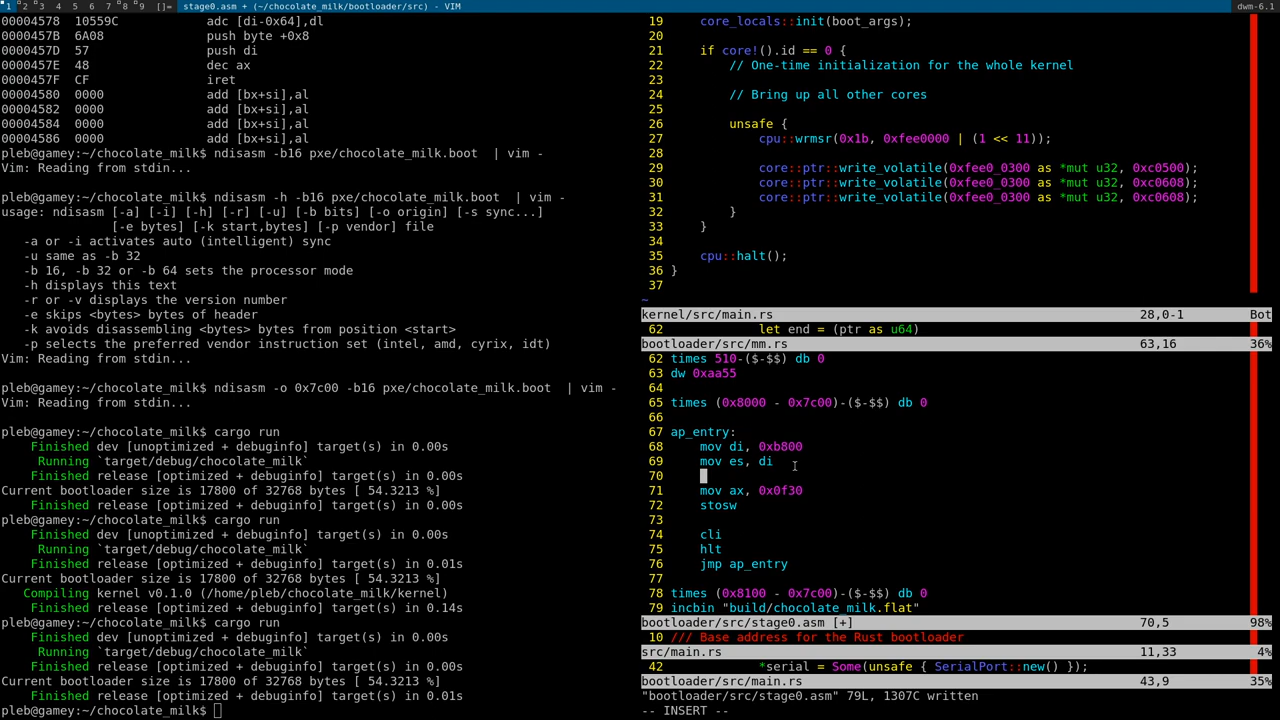 1 2 3 4 5 6 7 8 9 []= stage0.asm + (~/chocolate_milk/bootloader/src) - VIM dwm-6.1
00004578 10559C adc [di-0x64],dl
0000457B 6A08 push byte +0x8
0000457D 57 push di
0000457E 48 dec ax
0000457F CF iret
00004580 0000 add [bx+si],al
00004582 0000 add [bx+si],al
00004584 0000 add [bx+si],al
00004586 0000 add [bx+si],al
pleb@gamey:~/chocolate_milk$ ndisasm -b16 pxe/chocolate_milk.boot | vim -
Vim: Reading from stdin...
pleb@gamey:~/chocolate_milk$ ndisasm -h -b16 pxe/chocolate_milk.boot | vim -
usage: ndisasm [-a] [-i] [-h] [-r] [-u] [-b bits] [-o origin] [-s sync...]
[-e bytes] [-k start,bytes] [-p vendor] file
-a or -i activates auto (intelligent) sync
-u same as -b 32
-b 16, -b 32 or -b 64 sets the processor mode
-h displays this text
-r or -v displays the version number
-e skips <bytes> bytes of header
-k avoids disassembling <bytes> bytes from position <start>
-p selects the preferred vendor instruction set (intel, amd, cyrix, idt)
Vim: Reading from stdin...
pleb@gamey:~/chocolate_milk$ ndisasm -o 0x7c00 -b16 pxe/chocolate_milk.boot | vim -
Vim: Reading from stdin...
pleb@gamey:~/chocolate_milk$ cargo run
Finished dev [unoptimized + debuginfo] target(s) in 0.00s
Running `target/debug/chocolate_milk`
Finished release [optimized + debuginfo] target(s) in 0.00s
Current bootloader size is 17800 of 32768 bytes [ 54.3213 %]
Finished release [optimized + debuginfo] target(s) in 0.00s
pleb@gamey:~/chocolate_milk$ cargo run
Finished dev [unoptimized + debuginfo] target(s) in 0.00s
Running `target/debug/chocolate_milk`
Finished release [optimized + debuginfo] target(s) in 0.01s
Current bootloader size is 17800 of 32768 bytes [ 54.3213 %]
Compiling kernel v0.1.0 (/home/pleb/chocolate_milk/kernel)
Finished release [optimized + debuginfo] target(s) in 0.14s
pleb@gamey:~/chocolate_milk$ cargo run
Finished dev [unoptimized + debuginfo] target(s) in 0.00s
Running `target/debug/chocolate_milk`
Finished release [optimized + debuginfo] target(s) in 0.00s
Current bootloader size is 17800 of 32768 bytes [ 54.3213 %]
Finished release [optimized + debuginfo] target(s) in 0.01s
pleb@gamey:~/chocolate_milk$
19 core_locals::init(boot_args);
20
21 if core!().id == 0 {
22 // One-time initialization for the whole kernel
23
24 // Bring up all other cores
25
26 unsafe {
27 cpu::wrmsr(0x1b, 0xfee0000 | (1 << 11));
28
29 core::ptr::write_volatile(0xfee0_0300 as *mut u32, 0xc0500);
30 core::ptr::write_volatile(0xfee0_0300 as *mut u32, 0xc0608);
31 core::ptr::write_volatile(0xfee0_0300 as *mut u32, 0xc0608);
32 }
33 }
34
35 cpu::halt();
36 }
37
~
kernel/src/main.rs 28,0-1 Bot
62 let end = (ptr as u64)
bootloader/src/mm.rs 63,16 36%
62 times 510-($-$$) db 0
63 dw 0xaa55
64
65 times (0x8000 - 0x7c00)-($-$$) db 0
66
67 ap_entry:
68 mov di, 0xb800
69 mov es, di
70
71 mov ax, 0x0f30
72 stosw
73
74 cli
75 hlt
76 jmp ap_entry
77
78 times (0x8100 - 0x7c00)-($-$$) db 0
79 incbin "build/chocolate_milk.flat"
bootloader/src/stage0.asm [+] 70,5 98%
10 /// Base address for the Rust bootloader
src/main.rs 11,33 4%
42 *serial = Some(unsafe { SerialPort::new() });
bootloader/src/main.rs 43,9 35%
"bootloader/src/stage0.asm" 79L, 1307C written
-- INSERT --